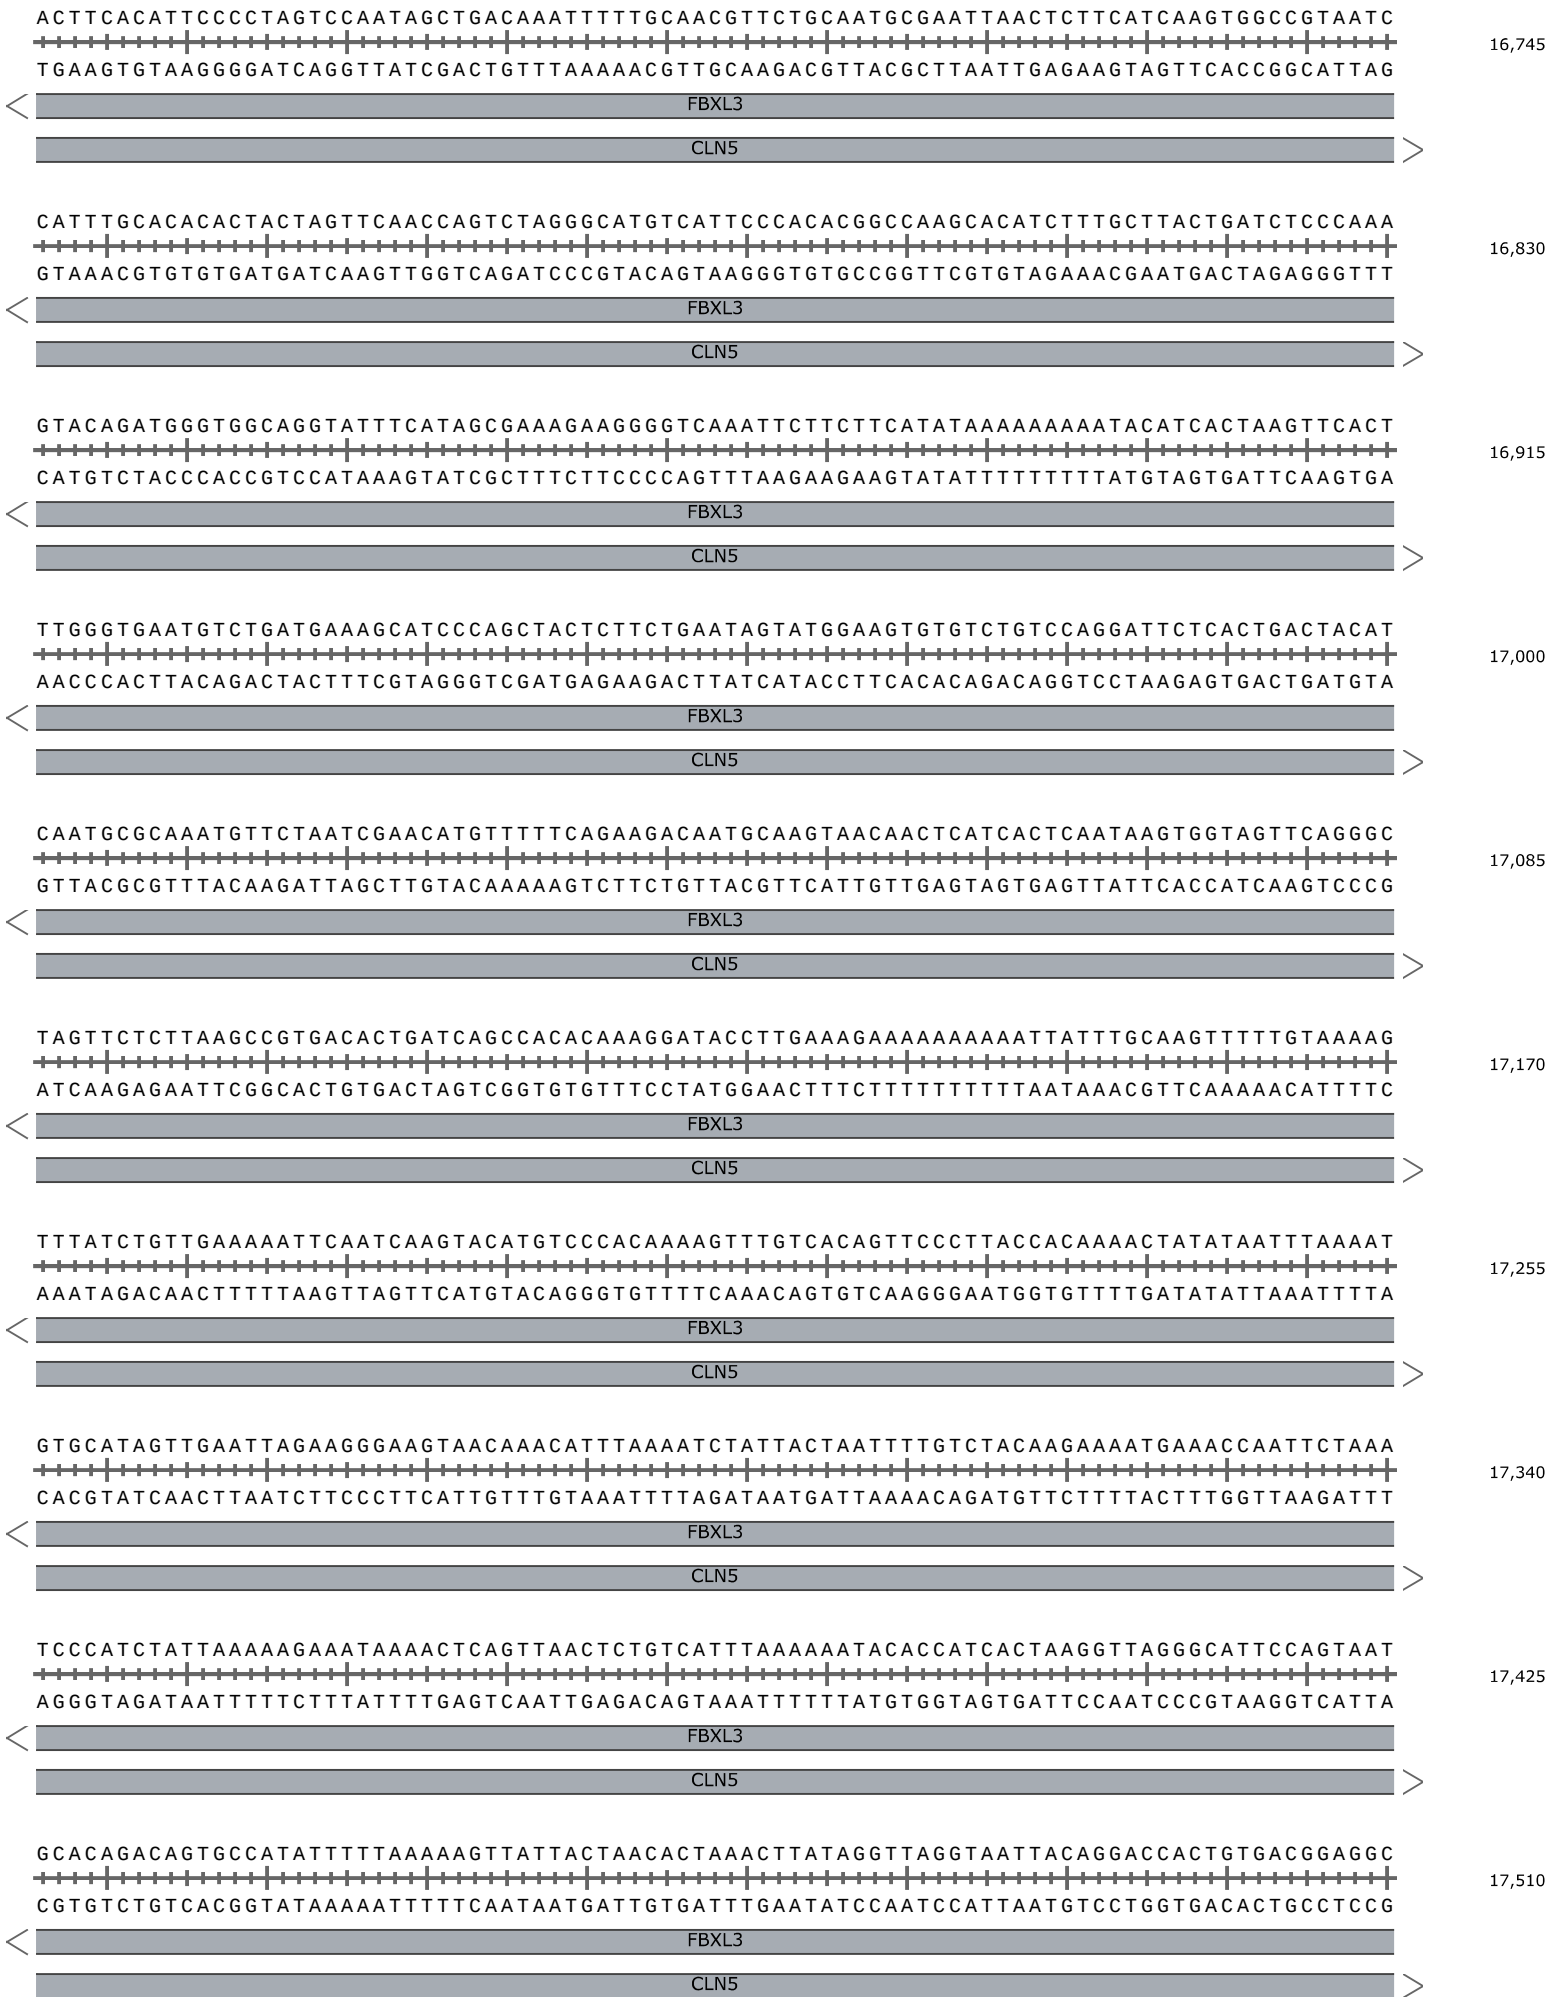 ACTTCACATTCCCCTAGTCCAATAGCTGACAAATTTTTGCAACGTTCTGCAATGCGAATTAACTCTTCATCAAGTGGCCGTAATC
16,745
TGAAGTGTAAGGGGATCAGGTTATCGACTGTTTAAAAACGTTGCAAGACGTTACGCTTAATTGAGAAGTAGTTCACCGGCATTAG
FBXL3
CLN5
CATTTGCACACACTACTAGTTCAACCAGTCTAGGGCATGTCATTCCCACACGGCCAAGCACATCTTTGCTTACTGATCTCCCAAA
16,830
GTAAACGTGTGTGATGATCAAGTTGGTCAGATCCCGTACAGTAAGGGTGTGCCGGTTCGTGTAGAAACGAATGACTAGAGGGTTT
FBXL3
CLN5
GTACAGATGGGTGGCAGGTATTTCATAGCGAAAGAAGGGGTCAAATTCTTCTTCATATAAAAAAAAATACATCACTAAGTTCACT
16,915
CATGTCTACCCACCGTCCATAAAGTATCGCTTTCTTCCCCAGTTTAAGAAGAAGTATATTTTTTTTTATGTAGTGATTCAAGTGA
FBXL3
CLN5
TTGGGTGAATGTCTGATGAAAGCATCCCAGCTACTCTTCTGAATAGTATGGAAGTGTGTCTGTCCAGGATTCTCACTGACTACAT
17,000
AACCCACTTACAGACTACTTTCGTAGGGTCGATGAGAAGACTTATCATACCTTCACACAGACAGGTCCTAAGAGTGACTGATGTA
FBXL3
CLN5
CAATGCGCAAATGTTCTAATCGAACATGTTTTTCAGAAGACAATGCAAGTAACAACTCATCACTCAATAAGTGGTAGTTCAGGGC
17,085
GTTACGCGTTTACAAGATTAGCTTGTACAAAAAGTCTTCTGTTACGTTCATTGTTGAGTAGTGAGTTATTCACCATCAAGTCCCG
FBXL3
CLN5
TAGTTCTCTTAAGCCGTGACACTGATCAGCCACACAAAGGATACCTTGAAAGAAAAAAAAAATTATTTGCAAGTTTTTGTAAAAG
17,170
ATCAAGAGAATTCGGCACTGTGACTAGTCGGTGTGTTTCCTATGGAACTTTCTTTTTTTTTTAATAAACGTTCAAAAACATTTTC
FBXL3
CLN5
TTTATCTGTTGAAAAATTCAATCAAGTACATGTCCCACAAAAGTTTGTCACAGTTCCCTTACCACAAAACTATATAATTTAAAAT
17,255
AAATAGACAACTTTTTAAGTTAGTTCATGTACAGGGTGTTTTCAAACAGTGTCAAGGGAATGGTGTTTTGATATATTAAATTTTA
FBXL3
CLN5
GTGCATAGTTGAATTAGAAGGGAAGTAACAAACATTTAAAATCTATTACTAATTTTGTCTACAAGAAAATGAAACCAATTCTAAA
17,340
CACGTATCAACTTAATCTTCCCTTCATTGTTTGTAAATTTTAGATAATGATTAAAACAGATGTTCTTTTACTTTGGTTAAGATTT
FBXL3
CLN5
TCCCATCTATTAAAAAGAAATAAAACTCAGTTAACTCTGTCATTTAAAAAATACACCATCACTAAGGTTAGGGCATTCCAGTAAT
17,425
AGGGTAGATAATTTTTCTTTATTTTGAGTCAATTGAGACAGTAAATTTTTTATGTGGTAGTGATTCCAATCCCGTAAGGTCATTA
FBXL3
CLN5
GCACAGACAGTGCCATATTTTTAAAAAGTTATTACTAACACTAAACTTATAGGTTAGGTAATTACAGGACCACTGTGACGGAGGC
17,510
CGTGTCTGTCACGGTATAAAAATTTTTCAATAATGATTGTGATTTGAATATCCAATCCATTAATGTCCTGGTGACACTGCCTCCG
FBXL3
CLN5